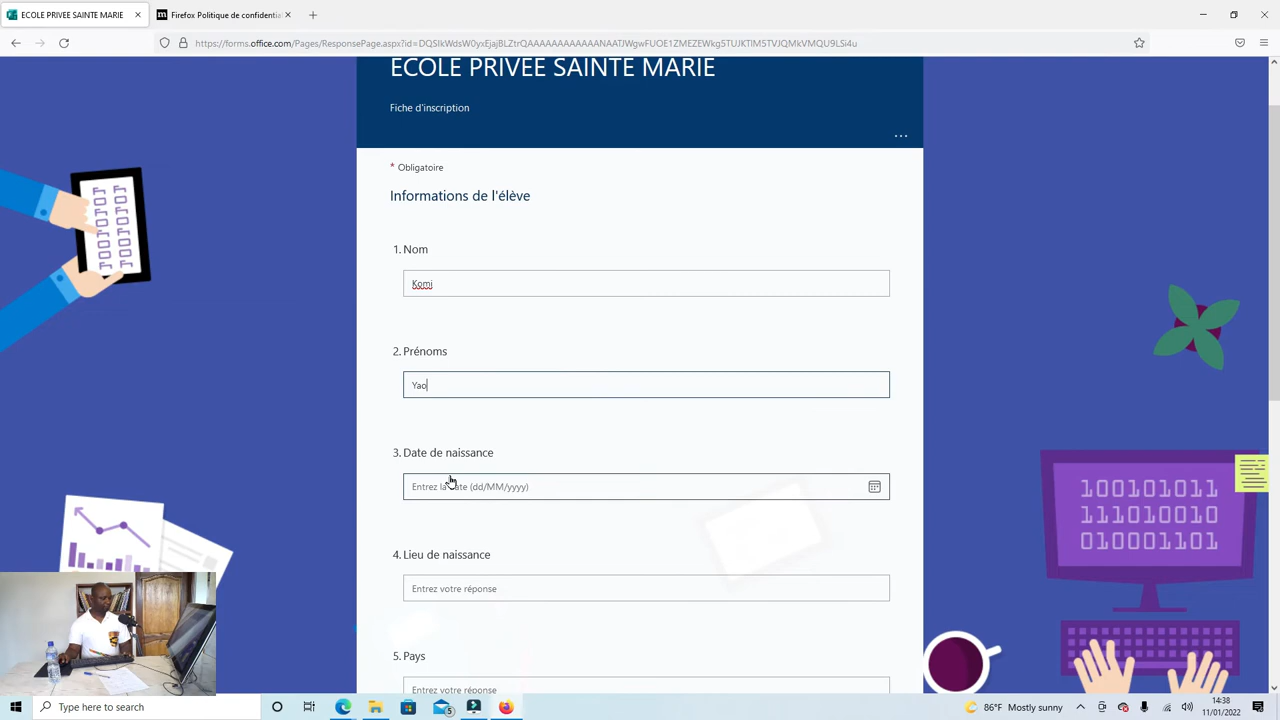 ECOLE PRIVEE SAINTE MARIE
Firefox Politique de confidentia
https://forms.office.com/Pages/ResponsePage.aspx?id=DQSIkWdsW0yxEjajBLZtrQAAAAAAAAAAAANAATJWgwFUOE1ZMEZEWkg5TUJKTlM5TVJQMkVMQU9LSi4u
ECOLE PRIVEE SAINTE MARIE
Fiche d'inscription
* Obligatoire
Informations de l'élève
1. Nom
Komi
2. Prénoms
Yao
3. Date de naissance
Entrez la date (dd/MM/yyyy)
4. Lieu de naissance
Entrez votre réponse
5. Pays
Entrez votre réponse
100101011
111010010
010001101
Type here to search
5
86°F Mostly sunny
14:38
11/01/2022